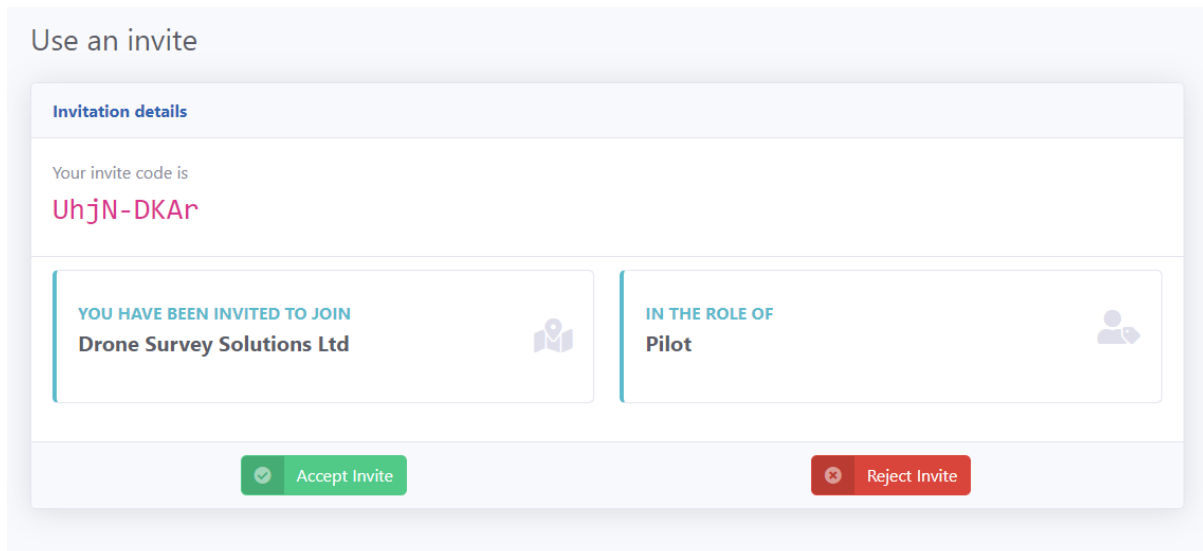 Use an invite
Invitation details
Your invite code is
UhjN-DKAr
YOU HAVE BEEN INVITED TO JOIN
Drone Survey Solutions Ltd
IN THE ROLE OF
Pilot
Accept Invite
Reject Invite